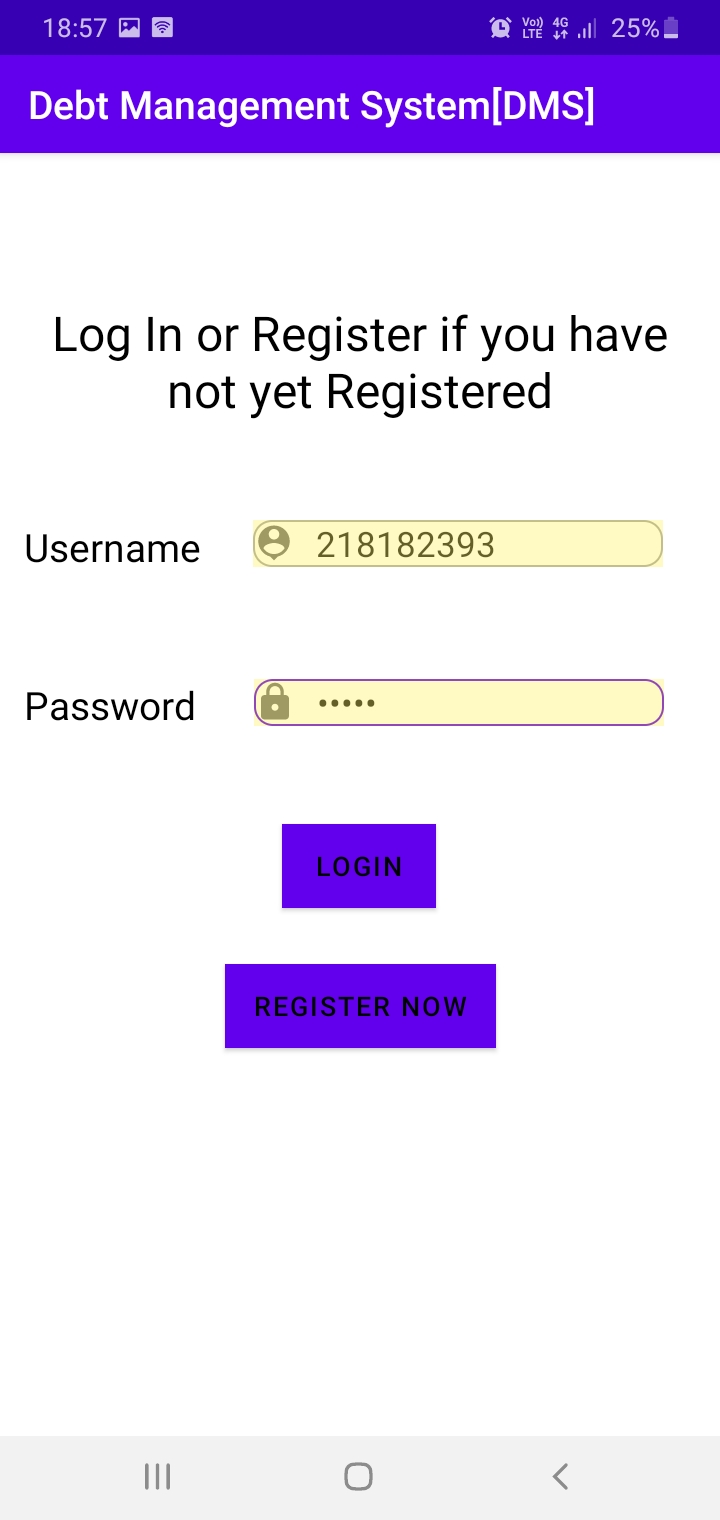 18:57 Vo)) LTE 4G 25%
Debt Management System[DMS]
Log In or Register if you have
not yet Registered
Username 218182393
Password •••••
LOGIN
REGISTER NOW